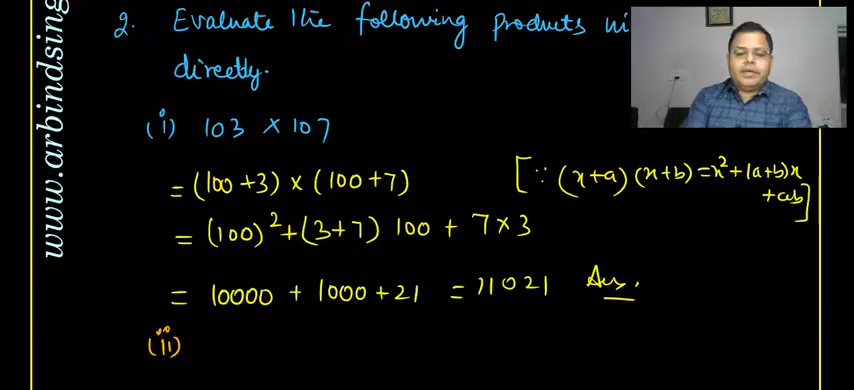 www.arbindsing
2. Evaluate the following products wi
directly.
(i) 103 × 107
= (100 + 3) × (100 + 7) [∵ (x+a) (x+b) = x² + (a+b)x
+ ab]
= (100)² + (3+7) 100 + 7 × 3
= 10000 + 1000 + 21 = 11021 Ans.
(ii)